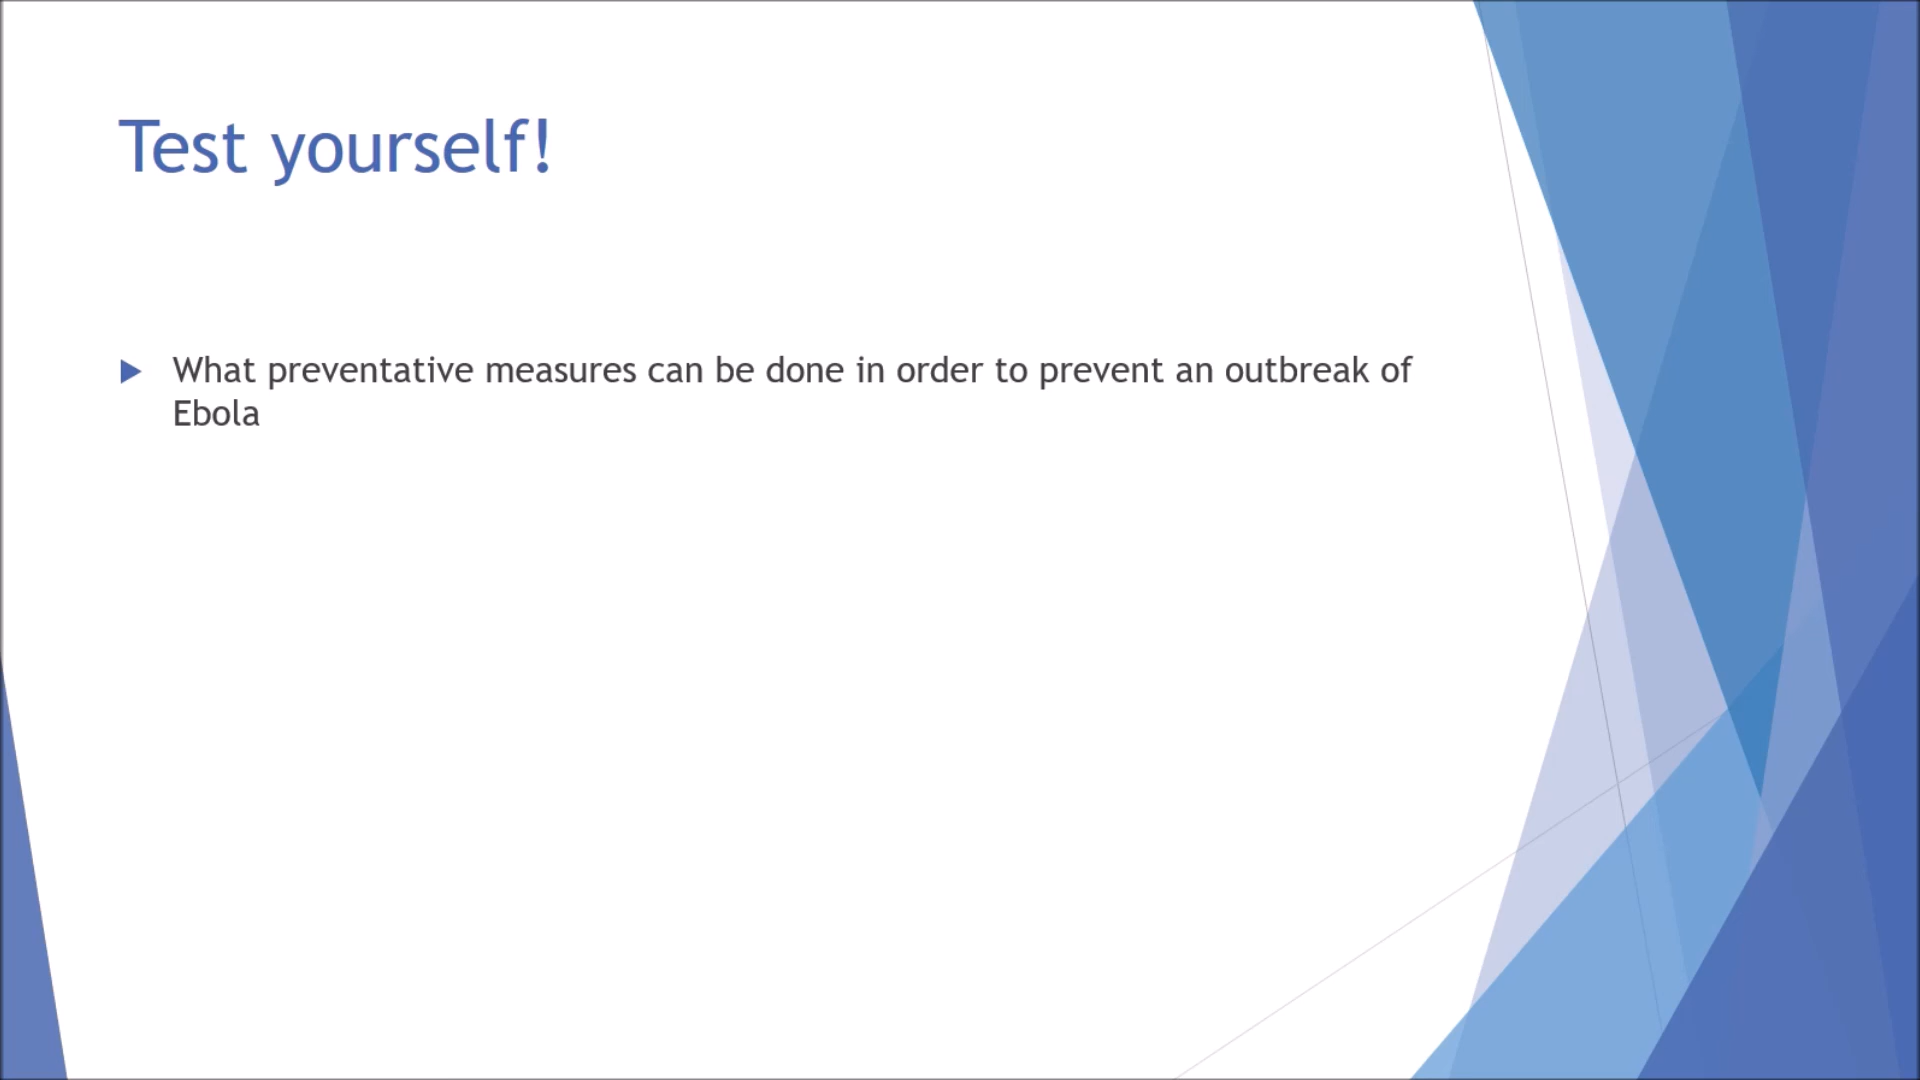 Test yourself!
What preventative measures can be done in order to prevent an outbreak of
Ebola